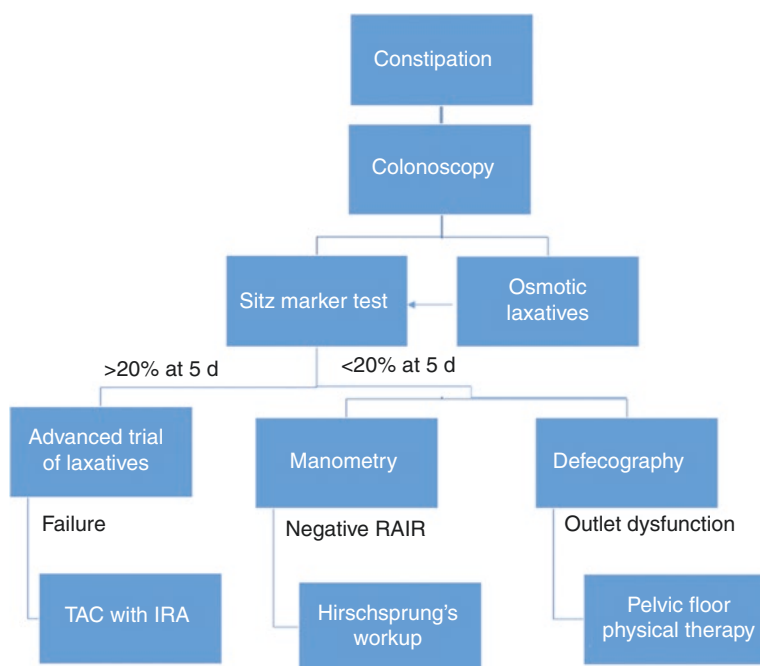 Constipation
Colonoscopy
Sitz marker test
Osmotic
laxatives
>20% at 5 d
<20% at 5 d
Advanced trial
of laxatives
Manometry
Defecography
Failure
Negative RAIR
Outlet dysfunction
TAC with IRA
Hirschsprung's
workup
Pelvic floor
physical therapy